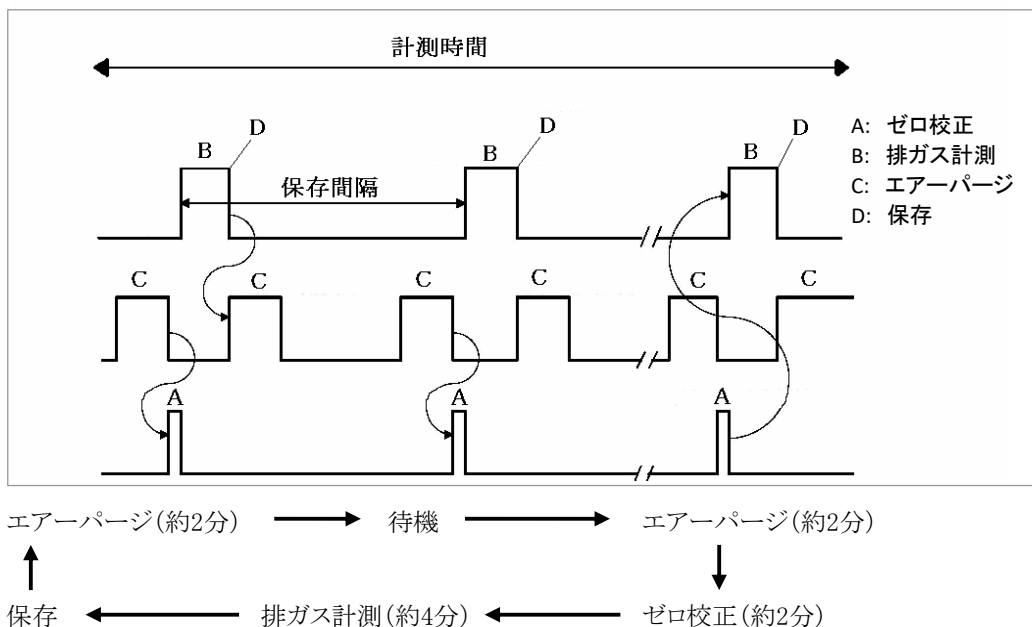 計測時間
D
D
D
B
B
B
A: ゼロ校正
B: 排ガス計測
C: エアーパージ
D: 保存
保存間隔
C
C
C
C
C
C
A
A
A
エアーパージ(約2分)
待機
エアーパージ(約2分)
保存
排ガス計測(約4分)
ゼロ校正(約2分)